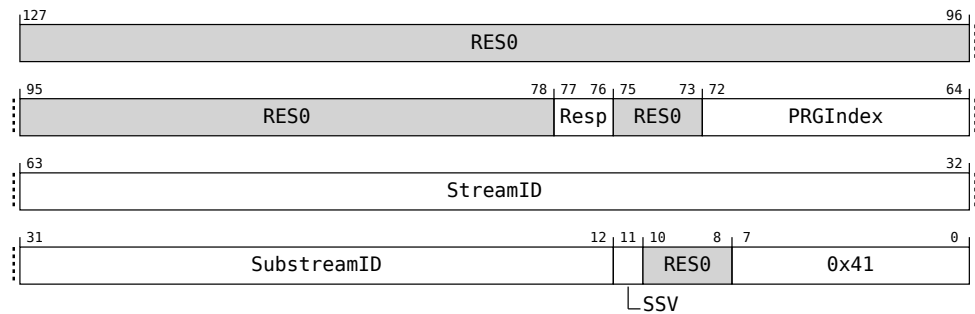 127 96
RES0
95 78 77 76 75 73 72 64
RES0 Resp RES0 PRGIndex
63 32
StreamID
31 12 11 10 8 7 0
SubstreamID RES0 0x41
SSV